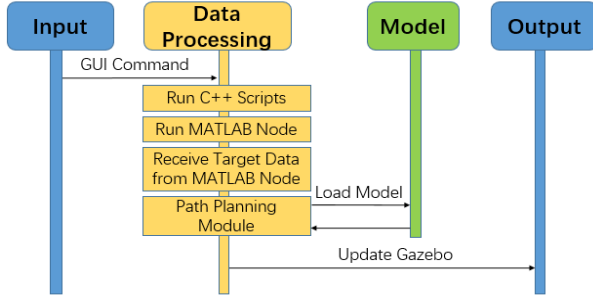 Input
Data
Processing
Model
Output
GUI Command
Run C++ Scripts
Run MATLAB Node
Receive Target Data
from MATLAB Node
Load Model
Path Planning
Module
Update Gazebo